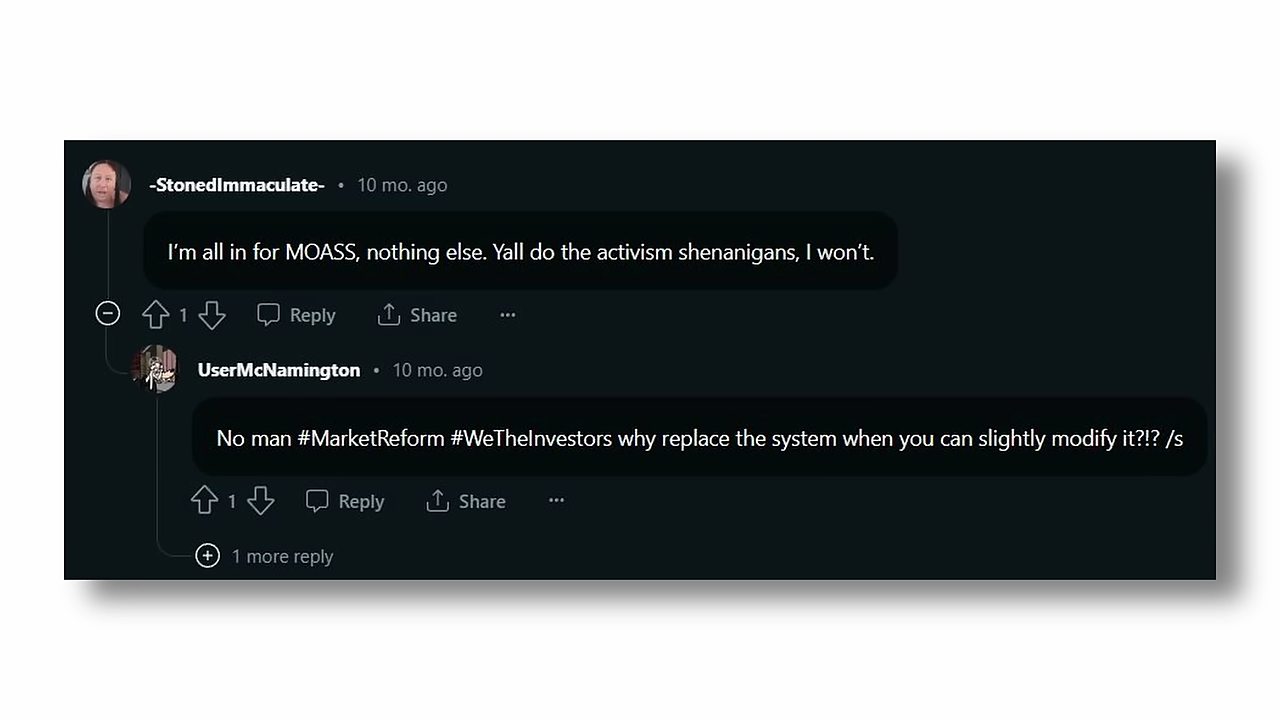 -StonedImmaculate- • 10 mo. ago
I'm all in for MOASS, nothing else. Yall do the activism shenanigans, I won't.
1 Reply Share ...
UserMcNamington • 10 mo. ago
No man #MarketReform #WeTheInvestors why replace the system when you can slightly modify it?!? /s
1 Reply Share ...
1 more reply